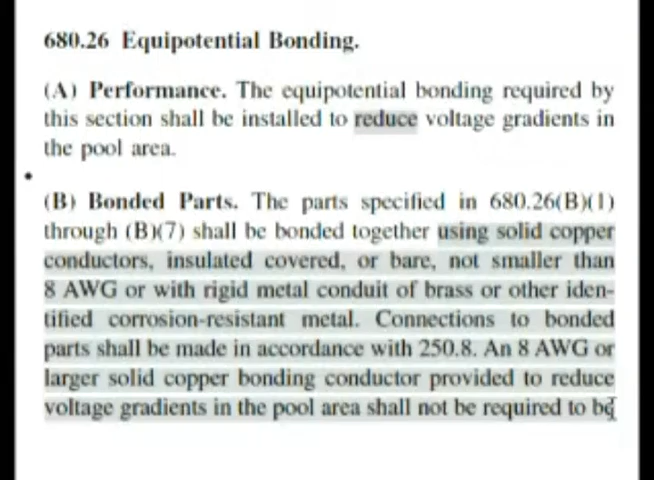 680.26 Equipotential Bonding.
(A) Performance. The equipotential bonding required by
this section shall be installed to reduce voltage gradients in
the pool area.
(B) Bonded Parts. The parts specified in 680.26(B)(1)
through (B)(7) shall be bonded together using solid copper
conductors, insulated covered, or bare, not smaller than
8 AWG or with rigid metal conduit of brass or other iden-
tified corrosion-resistant metal. Connections to bonded
parts shall be made in accordance with 250.8. An 8 AWG or
larger solid copper bonding conductor provided to reduce
voltage gradients in the pool area shall not be required to be